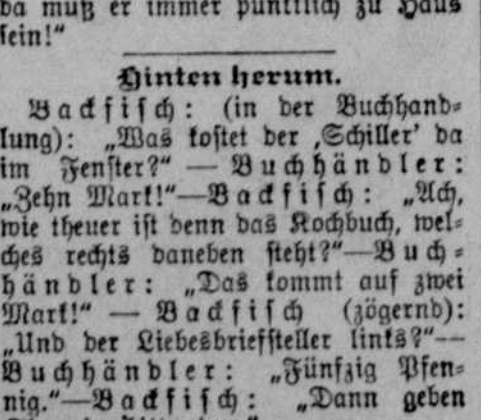 da muß er immer pünktlich zu Haus
sein!“
Hinten herum.
Backfisch: (in der Buchhand-
lung): „Was kostet der ‚Schiller’ da
im Fenster?“ — Buchhändler:
„Zehn Mark!“—Backfisch: „Ach,
wie theuer ist denn das Kochbuch, wel-
ches rechts daneben steht?“—Buch-
händler: „Das kommt auf zwei
Mark!“ — Backfisch (zögernd):
„Und der Liebesbriefsteller links?“—
Buchhändler: „Fünfzig Pfen-
nig.“—Backfisch: „Dann geben